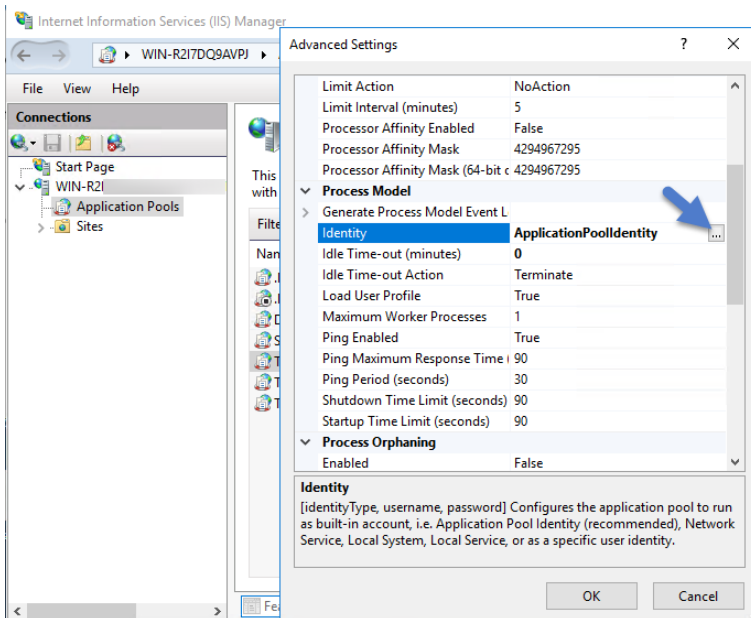 Internet Information Services (IIS) Manager
WIN-R2I7DQ9AVPJ
File View Help
Connections
Start Page
WIN-R2I
Application Pools
Sites
This
with
Filte
Nan
Fea
Advanced Settings
? X
Limit Action NoAction
Limit Interval (minutes) 5
Processor Affinity Enabled False
Processor Affinity Mask 4294967295
Processor Affinity Mask (64-bit c 4294967295
Process Model
Generate Process Model Event L
Identity ApplicationPoolIdentity ...
Idle Time-out (minutes) 0
Idle Time-out Action Terminate
Load User Profile True
Maximum Worker Processes 1
Ping Enabled True
Ping Maximum Response Time ( 90
Ping Period (seconds) 30
Shutdown Time Limit (seconds) 90
Startup Time Limit (seconds) 90
Process Orphaning
Enabled False
Identity
[identityType, username, password] Configures the application pool to run
as built-in account, i.e. Application Pool Identity (recommended), Network
Service, Local System, Local Service, or as a specific user identity.
OK Cancel